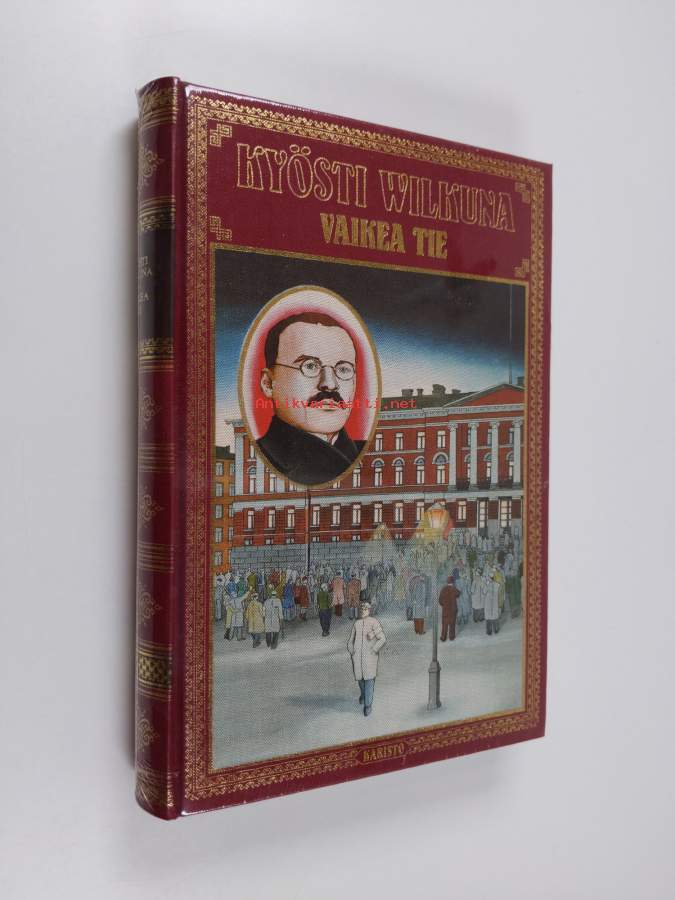 KYÖSTI WILKUNA
VAIKEA TIE
Antikvariaatti.net
KARISTO